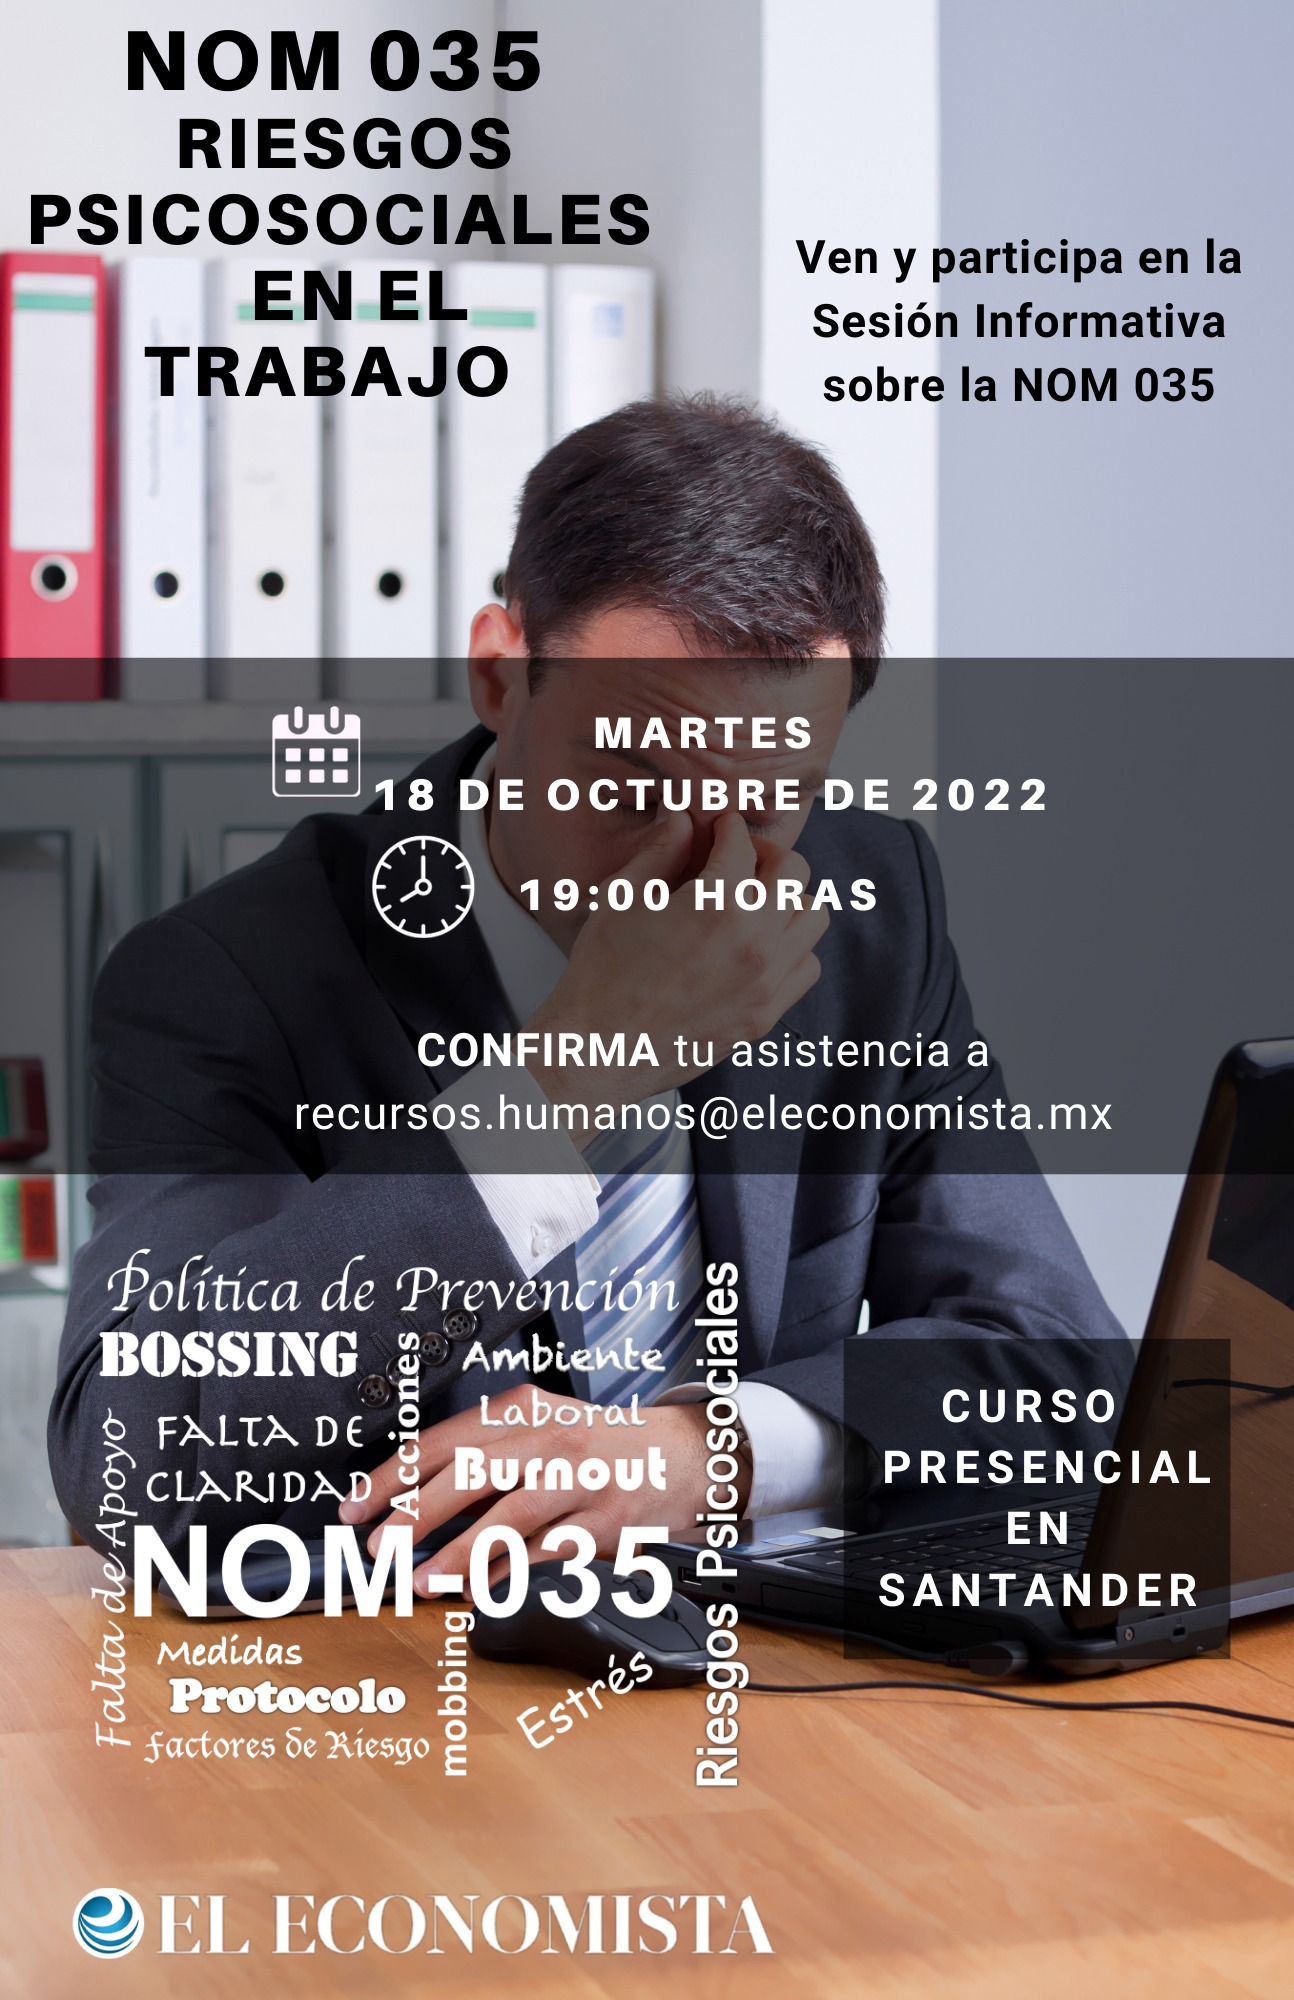 NOM 035
RIESGOS
PSICOSOCIALES
EN EL
TRABAJO
Ven y participa en la
Sesión Informativa
sobre la NOM 035
MARTES
18 DE OCTUBRE DE 2022
19:00 HORAS
CONFIRMA tu asistencia a
recursos.humanos@eleconomista.mx
Política de Prevención
BOSSING
Acciones
Ambiente
Laboral
FALTA DE
CLARIDAD
Burnout
Falta de Apoyo
NOM-035
Riesgos Psicosociales
Medidas
Protocolo
Factores de Riesgo
mobbing
Estrés
CURSO
PRESENCIAL
EN
SANTANDER
EL ECONOMISTA